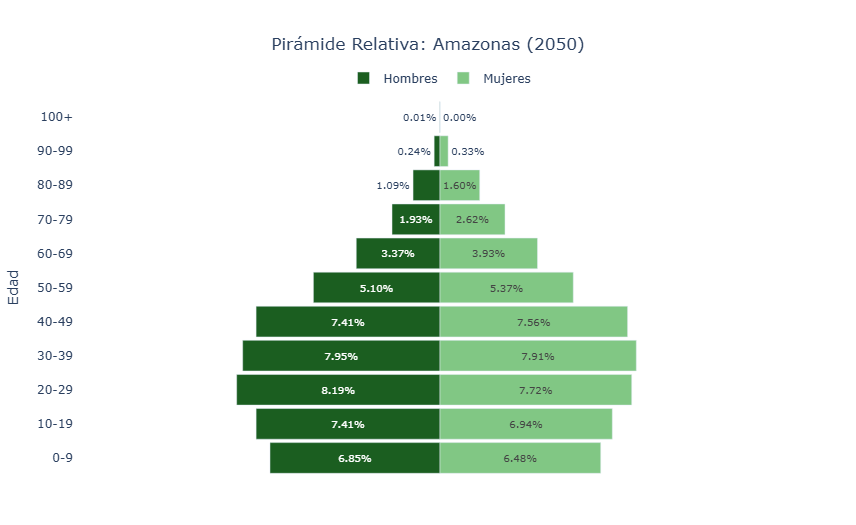 Pirámide Relativa: Amazonas (2050)
Hombres Mujeres
100+ 0.01% 0.00%
90-99 0.24% 0.33%
80-89 1.09% 1.60%
70-79 1.93% 2.62%
60-69 3.37% 3.93%
50-59 5.10% 5.37%
40-49 7.41% 7.56%
30-39 7.95% 7.91%
20-29 8.19% 7.72%
10-19 7.41% 6.94%
0-9 6.85% 6.48%
Edad